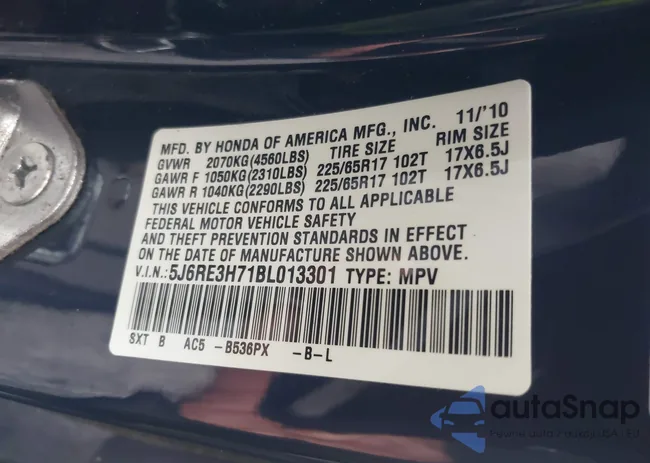 MFD. BY HONDA OF AMERICA MFG., INC. 11/'10
GVWR 2070KG(4560LBS) TIRE SIZE RIM SIZE
GAWR F 1050KG(2310LBS) 225/65R17 102T 17X6.5J
GAWR R 1040KG(2290LBS) 225/65R17 102T 17X6.5J
THIS VEHICLE CONFORMS TO ALL APPLICABLE
FEDERAL MOTOR VEHICLE SAFETY
AND THEFT PREVENTION STANDARDS IN EFFECT
ON THE DATE OF MANUFACTURE SHOWN ABOVE.
V.I.N.:5J6RE3H71BL013301 TYPE: MPV
SXT B AC5 -B536PX -B-L
autoSnap